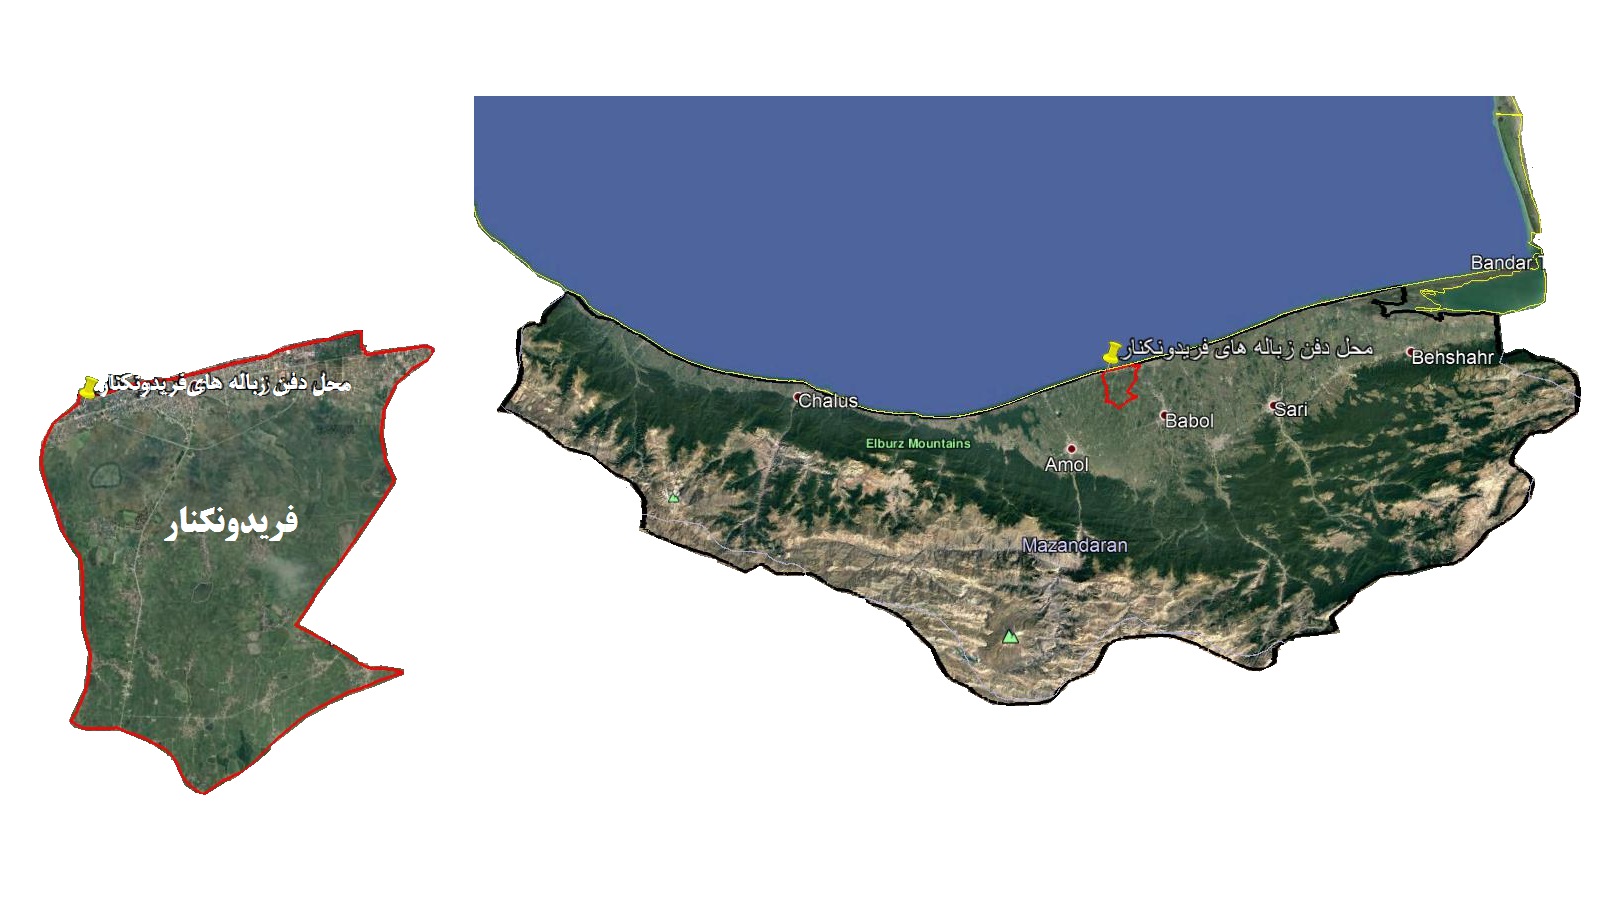 محل دفن زباله های فریدونکنار
فریدونکنار
Bandar T
محل دفن زباله های فریدونکنار
Behshahr
Chalus
Sari
Babol
Elburz Mountains
Amol
Mazandaran